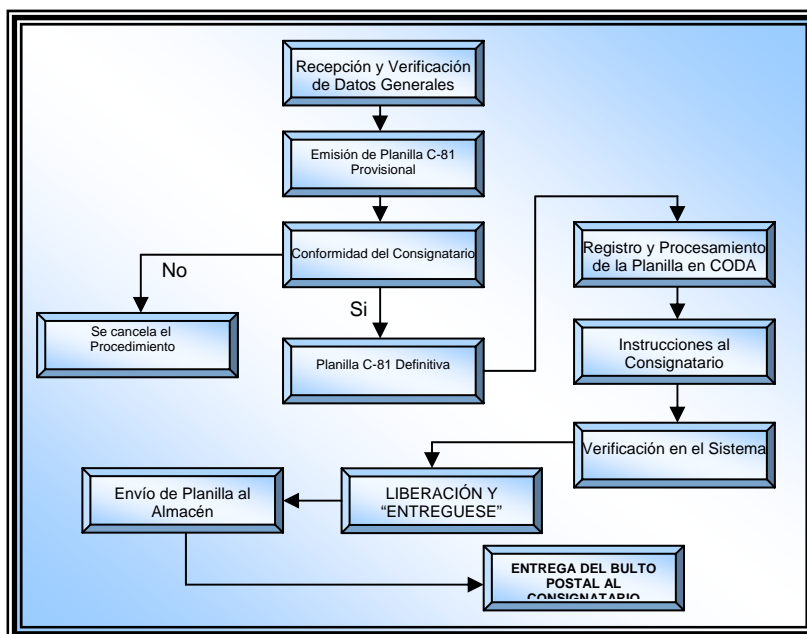 Recepción y Verificación
de Datos Generales
Emisión de Planilla C-81
Provisional
Conformidad del Consignatario
No
Si
Se cancela el
Procedimiento
Planilla C-81 Definitiva
Registro y Procesamiento
de la Planilla en CODA
Instrucciones al
Consignatario
Verificación en el Sistema
LIBERACIÓN Y
“ENTREGUESE”
Envío de Planilla al
Almacén
ENTREGA DEL BULTO
POSTAL AL
CONSIGNATARIO